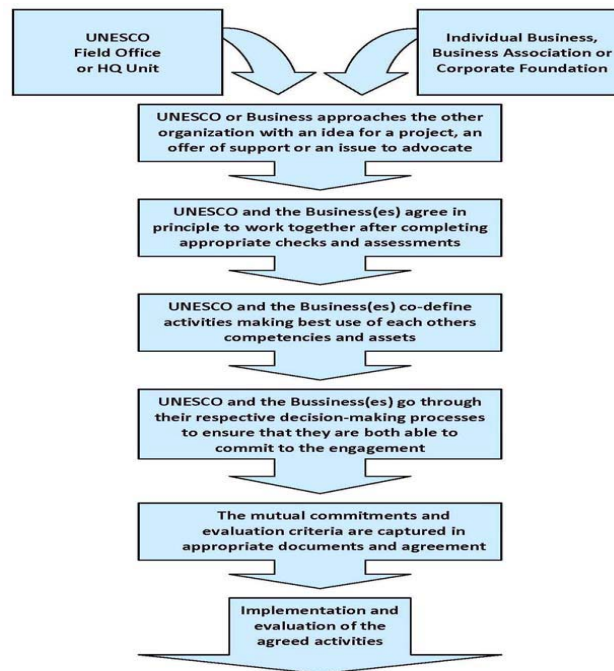 UNESCO
Field Office
or HQ Unit
Individual Business,
Business Association or
Corporate Foundation
UNESCO or Business approaches the other
organization with an idea for a project, an
offer of support or an issue to advocate
UNESCO and the Business(es) agree in
principle to work together after completing
appropriate checks and assessments
UNESCO and the Business(es) co-define
activities making best use of each others
competencies and assets
UNESCO and the Bussiness(es) go through
their respective decision-making processes
to ensure that they are both able to
commit to the engagement
The mutual commitments and
evaluation criteria are captured in
appropriate documents and agreement
Implementation and
evaluation of the
agreed activities